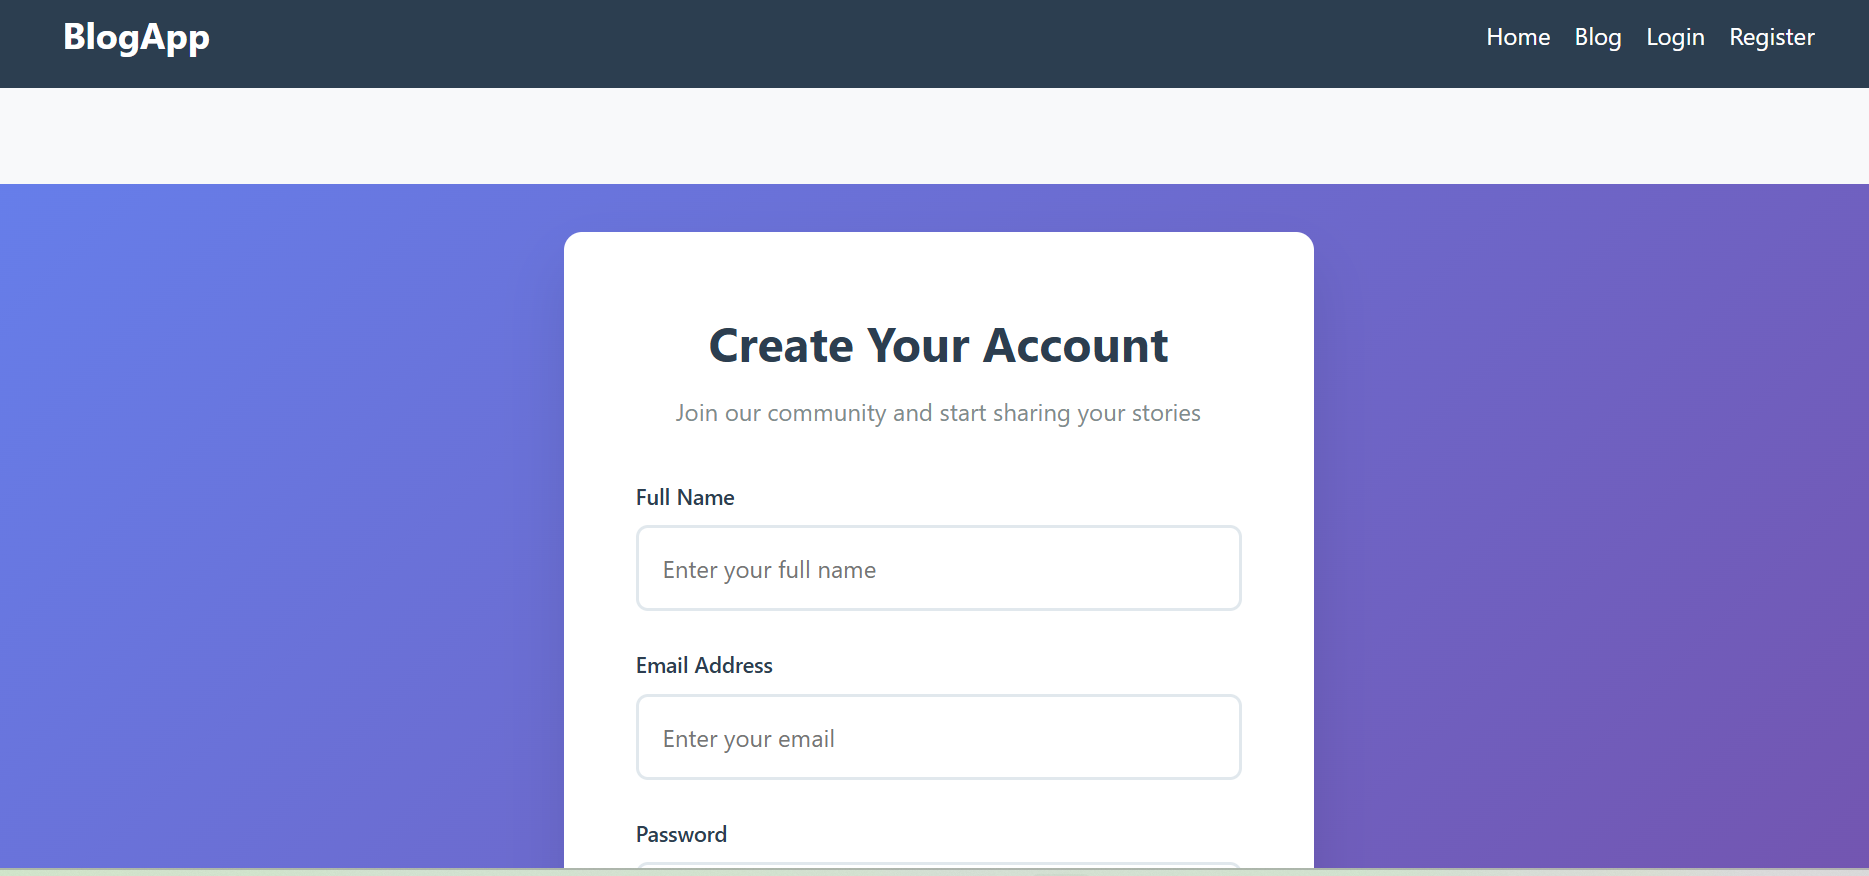 BlogApp
Home Blog Login Register
Create Your Account
Join our community and start sharing your stories
Full Name
Enter your full name
Email Address
Enter your email
Password